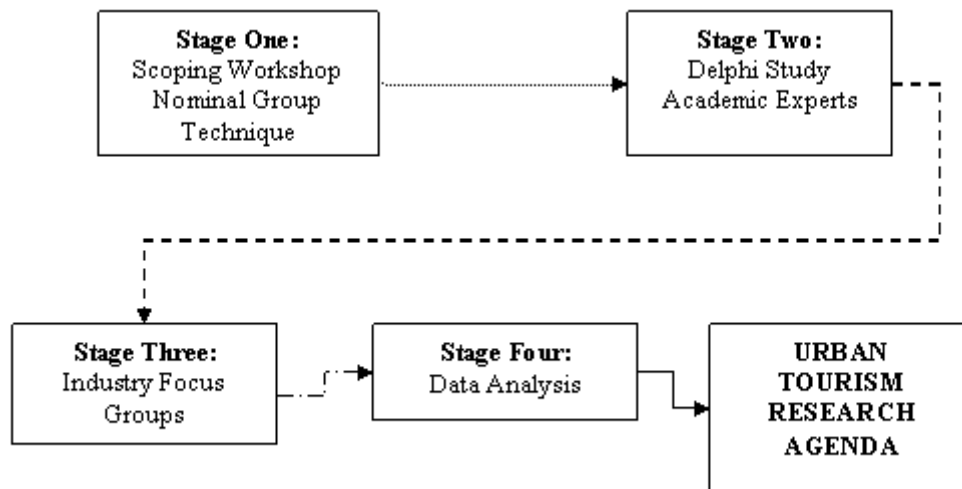 Stage One:
Scoping Workshop
Nominal Group
Technique
Stage Two:
Delphi Study
Academic Experts
Stage Three:
Industry Focus
Groups
Stage Four:
Data Analysis
URBAN
TOURISM
RESEARCH
AGENDA